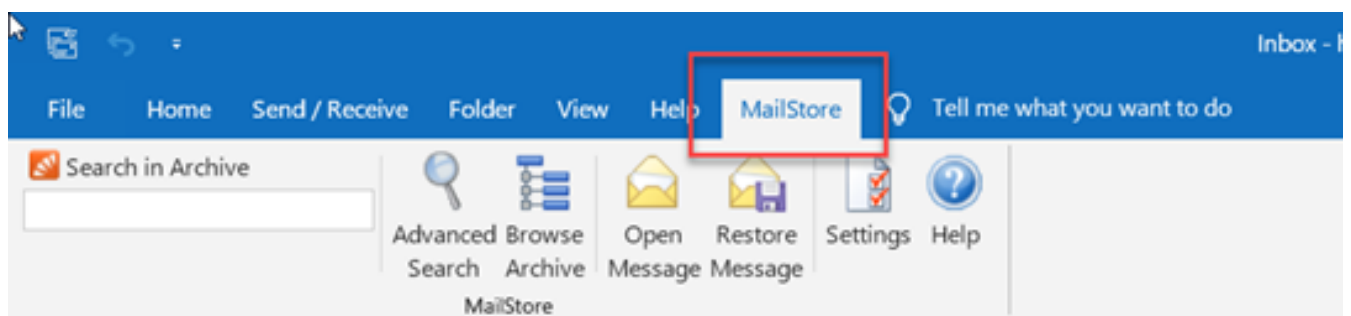 Inbox -
File Home Send / Receive Folder View Help MailStore Tell me what you want to do
Search in Archive
Advanced Search
Browse Archive
Open Message
Restore Message
Settings
Help
MailStore